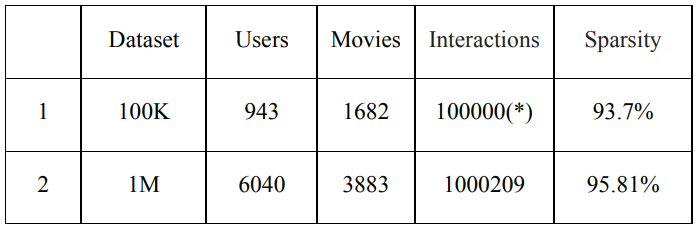 Dataset Users Movies Interactions Sparsity
1 100K 943 1682 100000(*) 93.7%
2 1M 6040 3883 1000209 95.81%